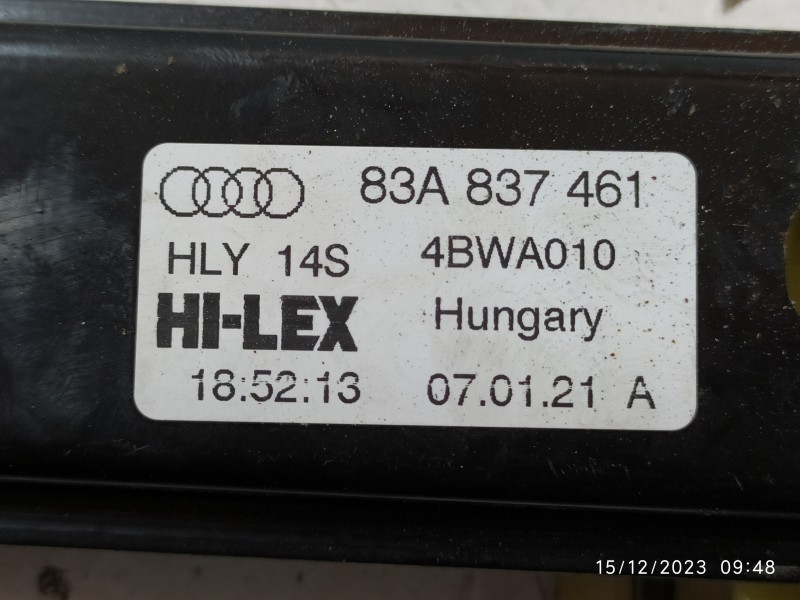 83A 837 461
HLY 14S 4BWA010
HI-LEX Hungary
18:52:13 07.01.21 A
15/12/2023 09:48